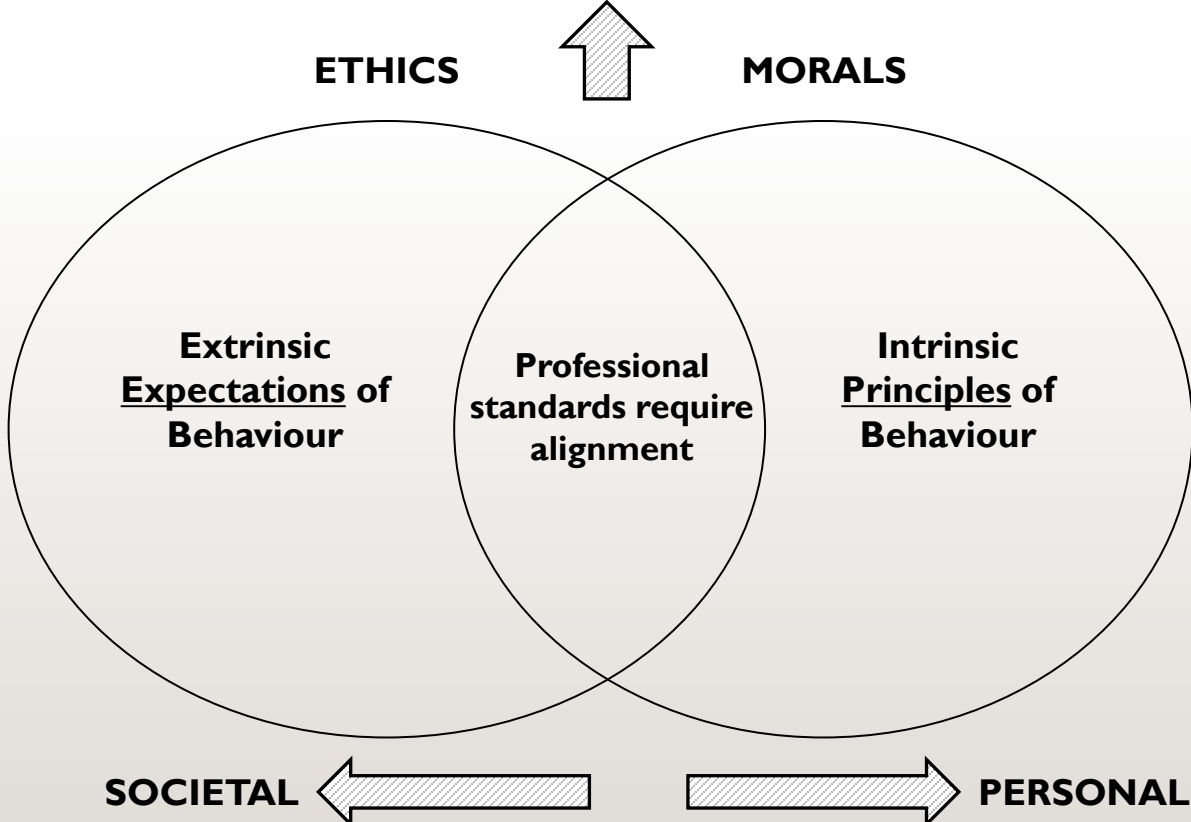 ETHICS
MORALS
Extrinsic
Expectations of
Behaviour
Professional
standards require
alignment
Intrinsic
Principles of
Behaviour
SOCIETAL
PERSONAL